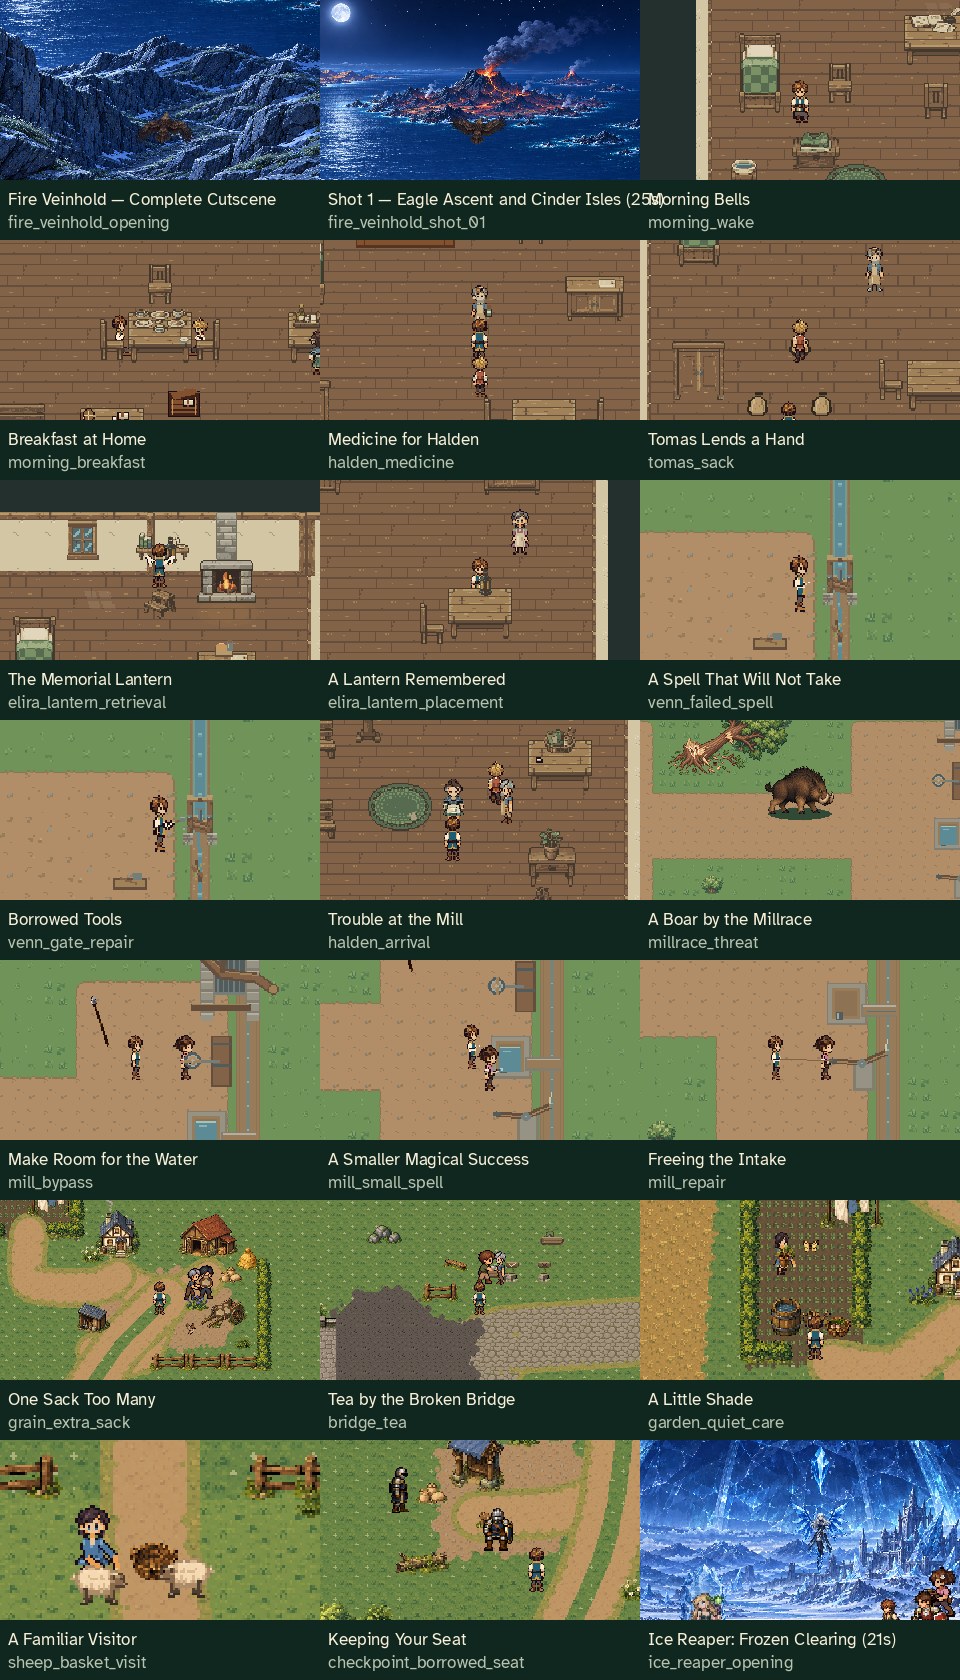 Fire Veinhold — Complete Cutscene
fire_veinhold_opening
Shot 1 — Eagle Ascent and Cinder Isles (25s)
fire_veinhold_shot_01
Morning Bells
morning_wake
Breakfast at Home
morning_breakfast
Medicine for Halden
halden_medicine
Tomas Lends a Hand
tomas_sack
The Memorial Lantern
elira_lantern_retrieval
A Lantern Remembered
elira_lantern_placement
A Spell That Will Not Take
venn_failed_spell
Borrowed Tools
venn_gate_repair
Trouble at the Mill
halden_arrival
A Boar by the Millrace
millrace_threat
Make Room for the Water
mill_bypass
A Smaller Magical Success
mill_small_spell
Freeing the Intake
mill_repair
One Sack Too Many
grain_extra_sack
Tea by the Broken Bridge
bridge_tea
A Little Shade
garden_quiet_care
A Familiar Visitor
sheep_basket_visit
Keeping Your Seat
checkpoint_borrowed_seat
Ice Reaper: Frozen Clearing (21s)
ice_reaper_opening